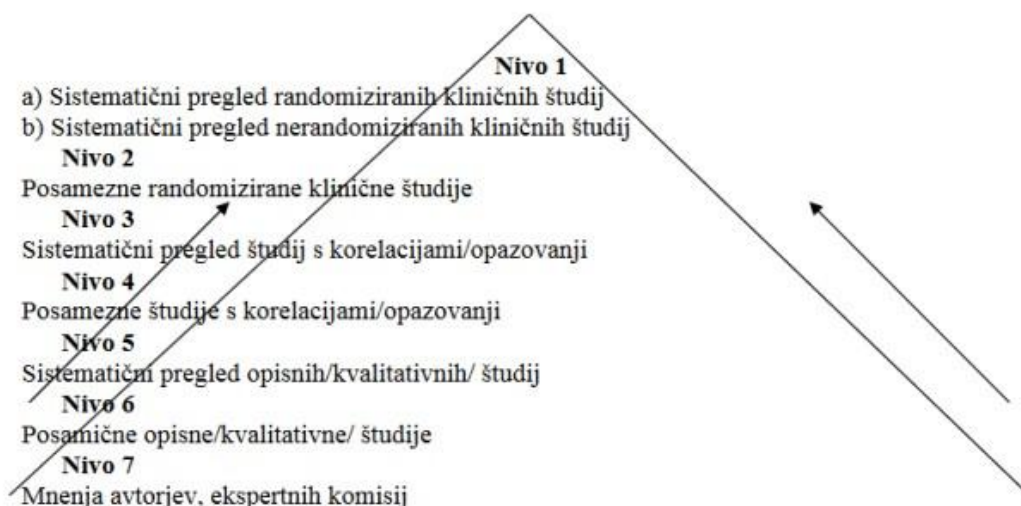 Nivo 1
a) Sistematični pregled randomiziranih kliničnih študij
b) Sistematični pregled nerandomiziranih kliničnih študij
Nivo 2
Posamezne randomizirane klinične študije
Nivo 3
Sistematični pregled študij s korelacijami/opazovanji
Nivo 4
Posamezne študije s korelacijami/opazovanji
Nivo 5
Sistematični pregled opisnih/kvalitativnih/ študij
Nivo 6
Posamične opisne/kvalitativne/ študije
Nivo 7
Mnenja avtorjev, ekspertnih komisij